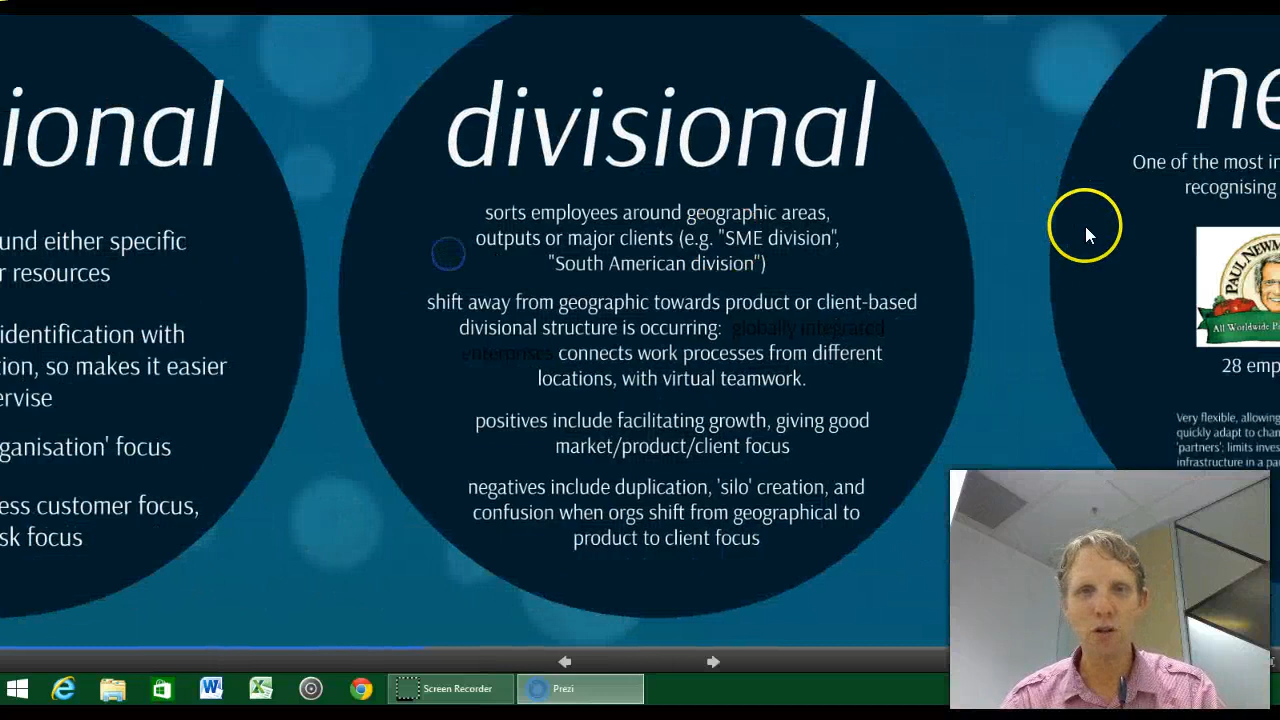 ional
und either specific
r resources
identification with
tion, so makes it easier
ervise
ganisation' focus
ess customer focus,
sk focus
divisional
sorts employees around geographic areas,
outputs or major clients (e.g. "SME division",
"South American division")
shift away from geographic towards product or client-based
divisional structure is occurring: globally integrated
enterprises connects work processes from different
locations, with virtual teamwork.
positives include facilitating growth, giving good
market/product/client focus
negatives include duplication, 'silo' creation, and
confusion when orgs shift from geographical to
product to client focus
ne
One of the most in
recognising
PAUL NEWM
All Worldwide P
28 emp
Very flexible, allowing
quickly adapt to chan
'partners'; limits inves
infrastructure in a par
Screen Recorder
Prezi